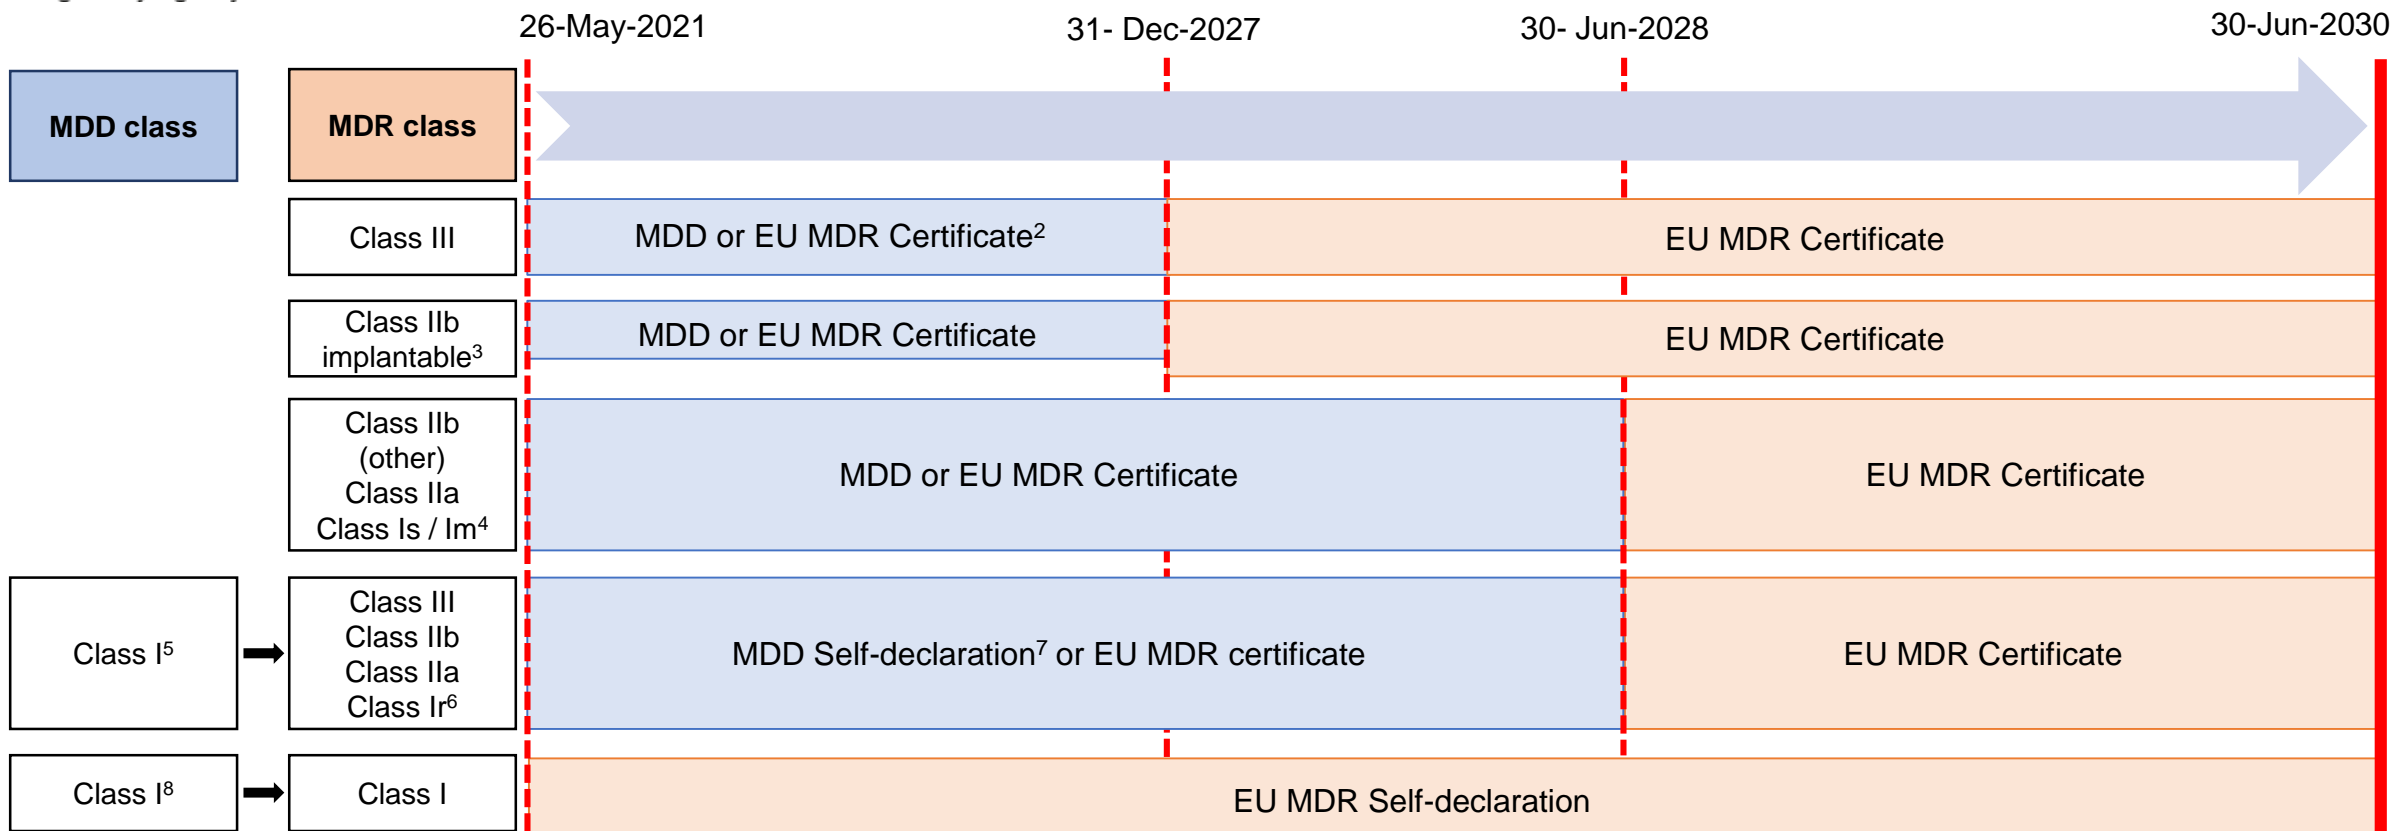 26-May-2021
31- Dec-2027
30- Jun-2028
30-Jun-2030
MDD class
MDR class
Class III
MDD or EU MDR Certificate²
EU MDR Certificate
Class IIb
implantable³
MDD or EU MDR Certificate
EU MDR Certificate
Class IIb
(other)
Class IIa
Class Is / Im⁴
MDD or EU MDR Certificate
EU MDR Certificate
Class I⁵
Class III
Class IIb
Class IIa
Class Ir⁶
MDD Self-declaration⁷ or EU MDR certificate
EU MDR Certificate
Class I⁸
Class I
EU MDR Self-declaration